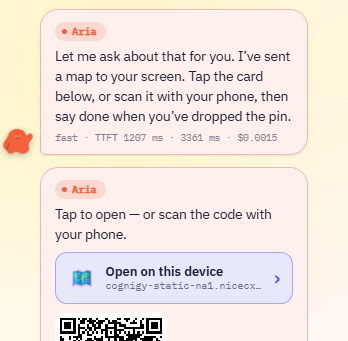 Aria
Let me ask about that for you. I’ve sent
a map to your screen. Tap the card
below, or scan it with your phone, then
say done when you’ve dropped the pin.
fast · TTFT 1207 ms · 3361 ms · $0.0015
Aria
Tap to open — or scan the code with
your phone.
Open on this device
cognigy-static-na1.nicecx…